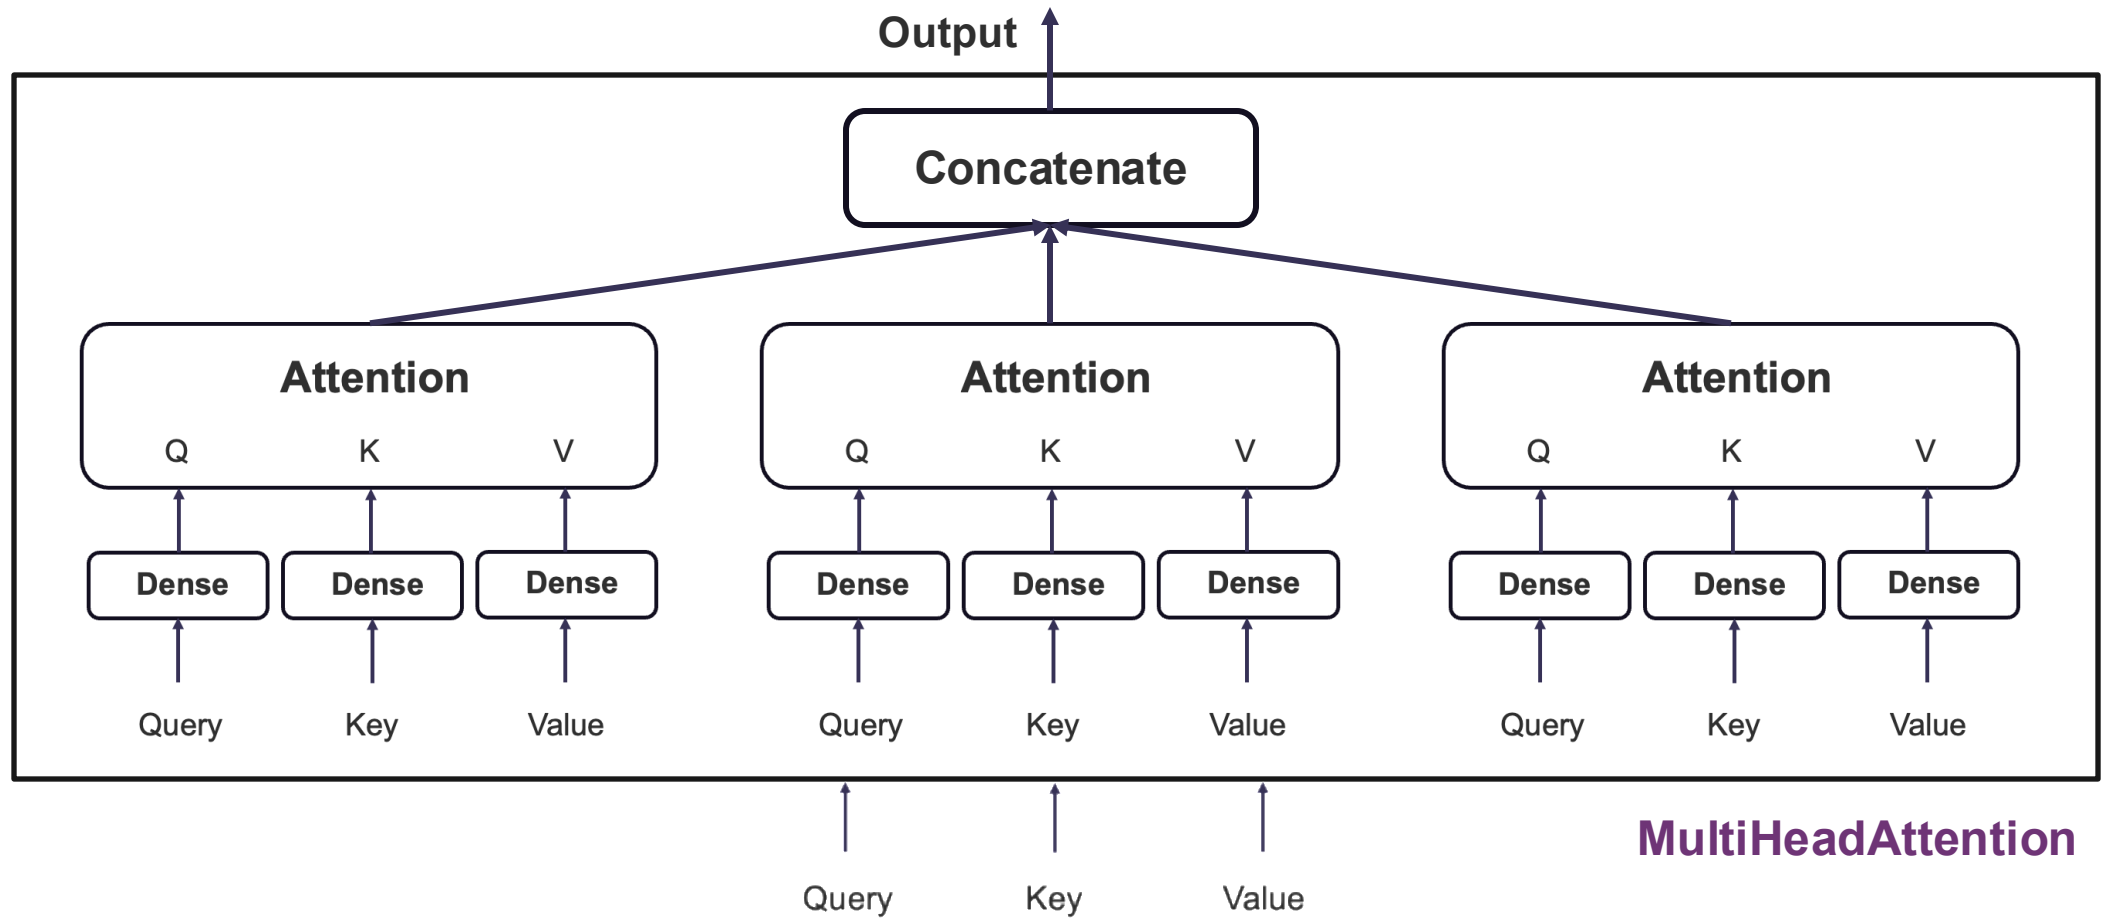 Output
Concatenate
Attention Attention Attention
Q K V Q K V Q K V
Dense Dense Dense Dense Dense Dense Dense Dense Dense
Query Key Value Query Key Value Query Key Value
MultiHeadAttention
Query Key Value